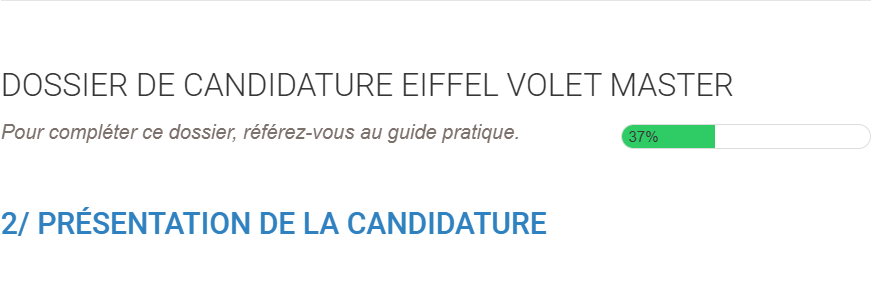 DOSSIER DE CANDIDATURE EIFFEL VOLET MASTER
Pour compléter ce dossier, référez-vous au guide pratique.
37%
2/ PRÉSENTATION DE LA CANDIDATURE